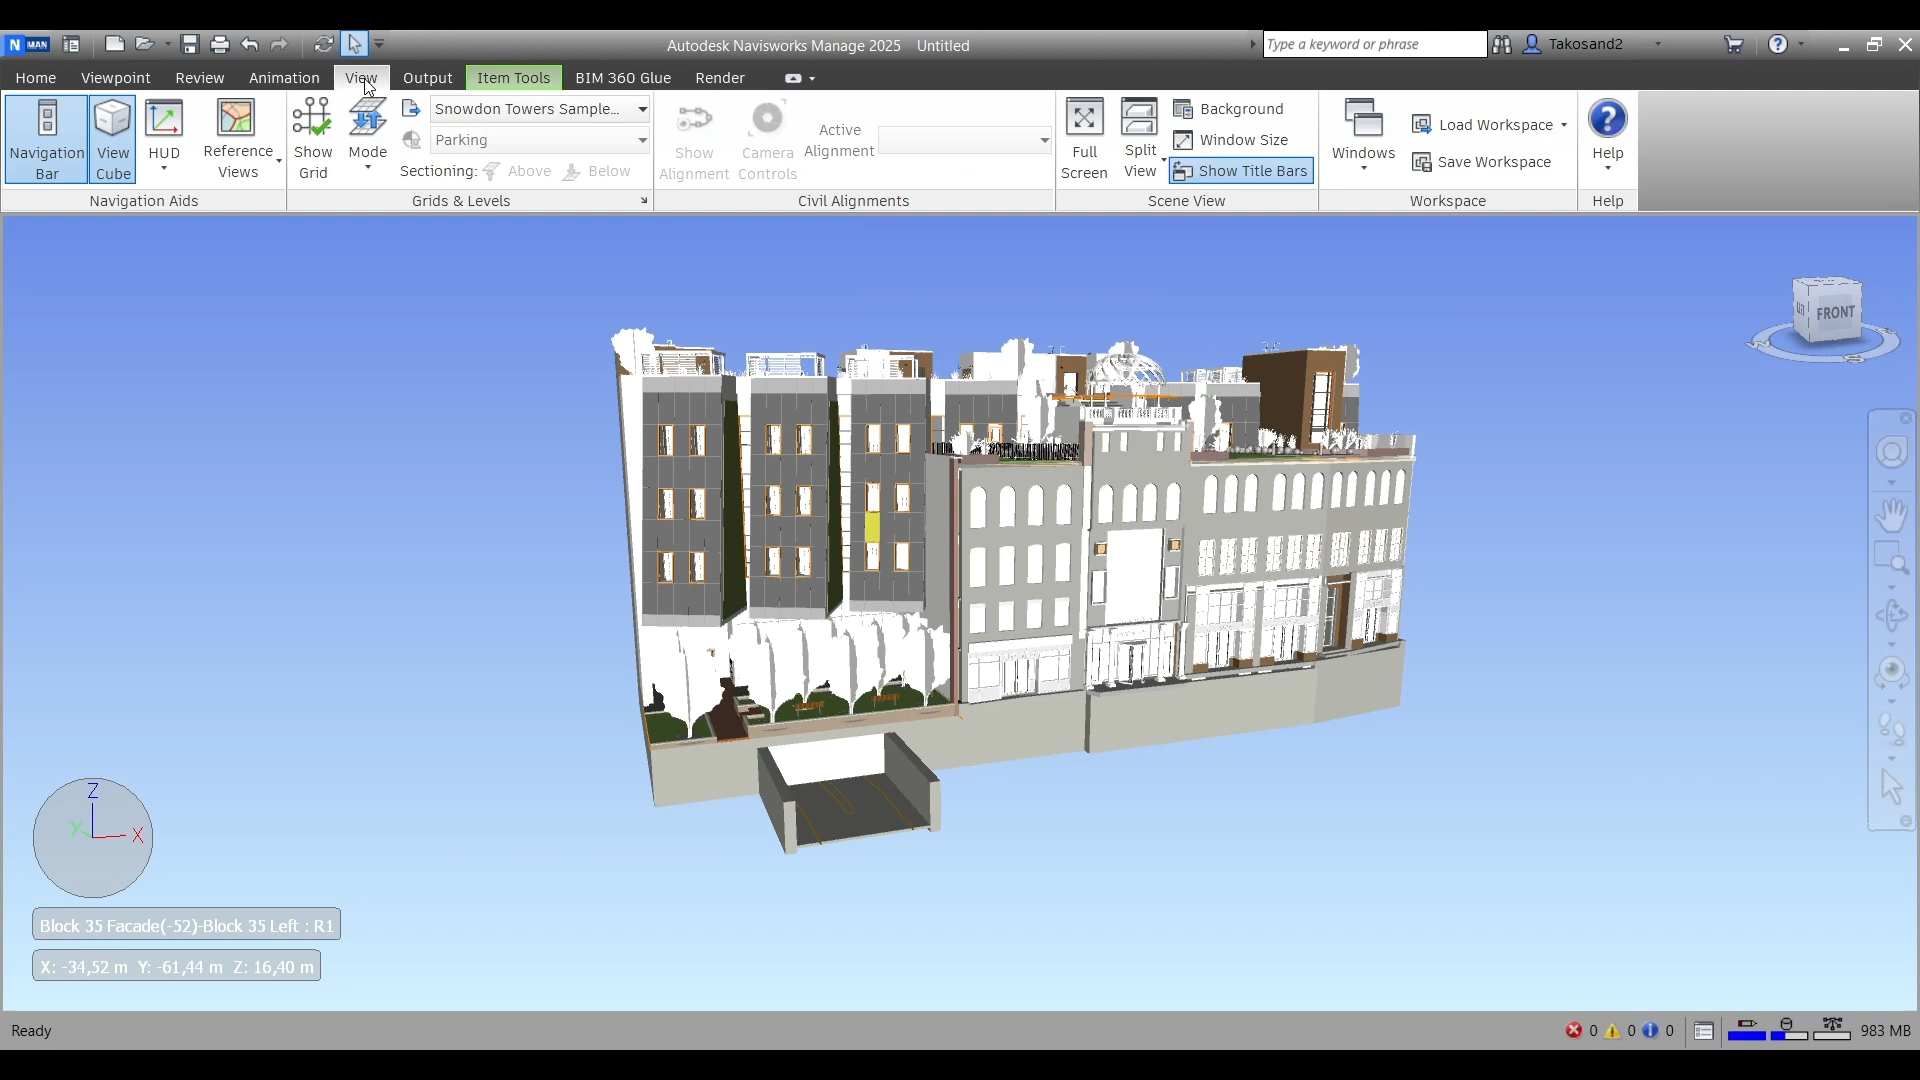 N MAN
Autodesk Navisworks Manage 2025 Untitled
Type a keyword or phrase
Takosand2
Home Viewpoint Review Animation View Output Item Tools BIM 360 Glue Render
Navigation Bar
View Cube
HUD
Reference Views
Navigation Aids
Show Grid
Mode
Snowdon Towers Sample...
Parking
Sectioning: Above Below
Grids & Levels
Show Alignment
Camera Controls
Active Alignment
Civil Alignments
Full Screen
Split View
Background
Window Size
Show Title Bars
Scene View
Windows
Load Workspace
Save Workspace
Workspace
Help
Help
FRONT
Z
Y
X
Block 35 Facade(-52)-Block 35 Left : R1
X: -34,52 m Y: -61,44 m Z: 16,40 m
Ready
0 0 0
983 MB